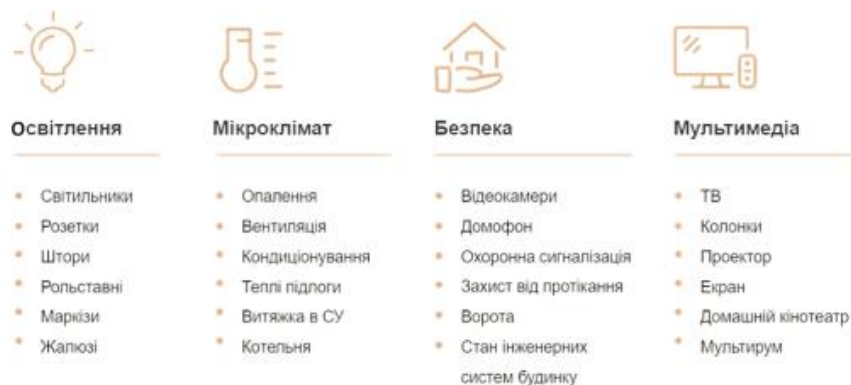 Освітлення
Світильники
Розетки
Штори
Рольставні
Маркізи
Жалюзі
Мікроклімат
Опалення
Вентиляція
Кондиціонування
Теплі підлоги
Витяжка в СУ
Котельня
Безпека
Відеокамери
Домофон
Охоронна сигналізація
Захист від протікання
Ворота
Стан інженерних
систем будинку
Мультимедіа
ТВ
Колонки
Проектор
Екран
Домашній кінотеатр
Мультирум